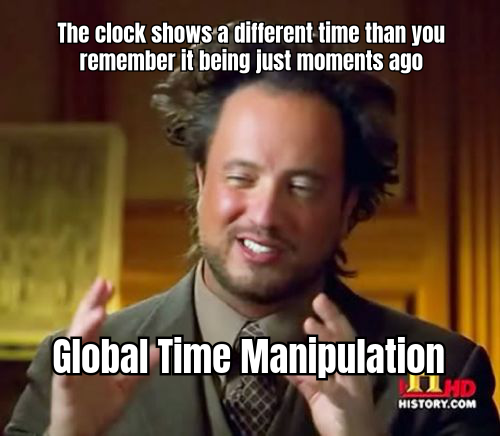 The clock shows a different time than you
remember it being just moments ago
Global Time Manipulation
H HD
HISTORY.COM